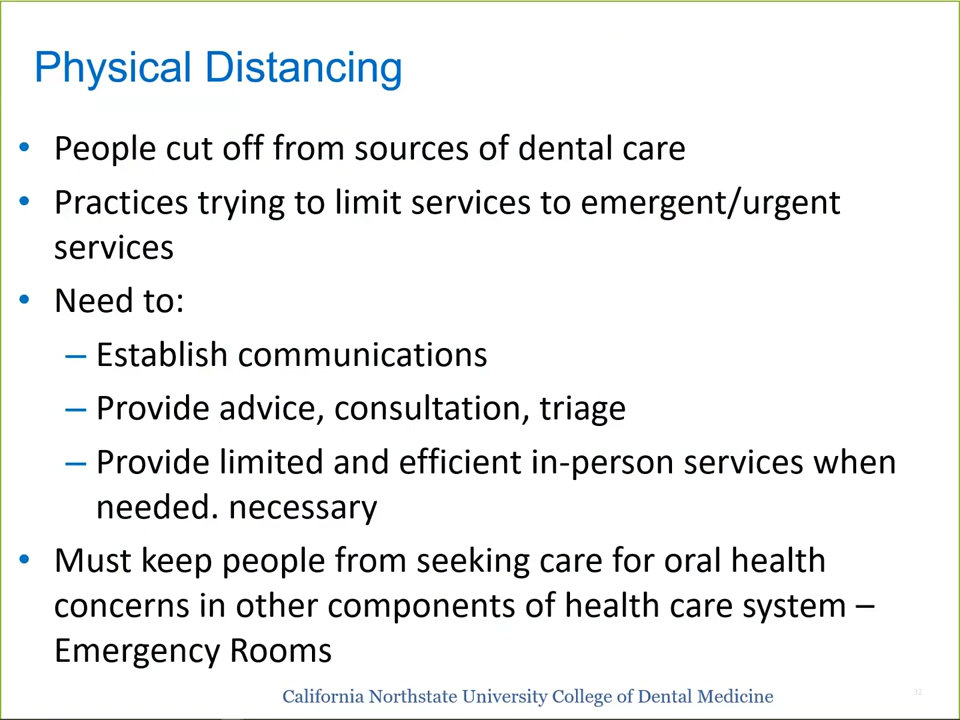 Physical Distancing
• People cut off from sources of dental care
• Practices trying to limit services to emergent/urgent
services
• Need to:
– Establish communications
– Provide advice, consultation, triage
– Provide limited and efficient in-person services when
needed. necessary
• Must keep people from seeking care for oral health
concerns in other components of health care system –
Emergency Rooms
California Northstate University College of Dental Medicine
32